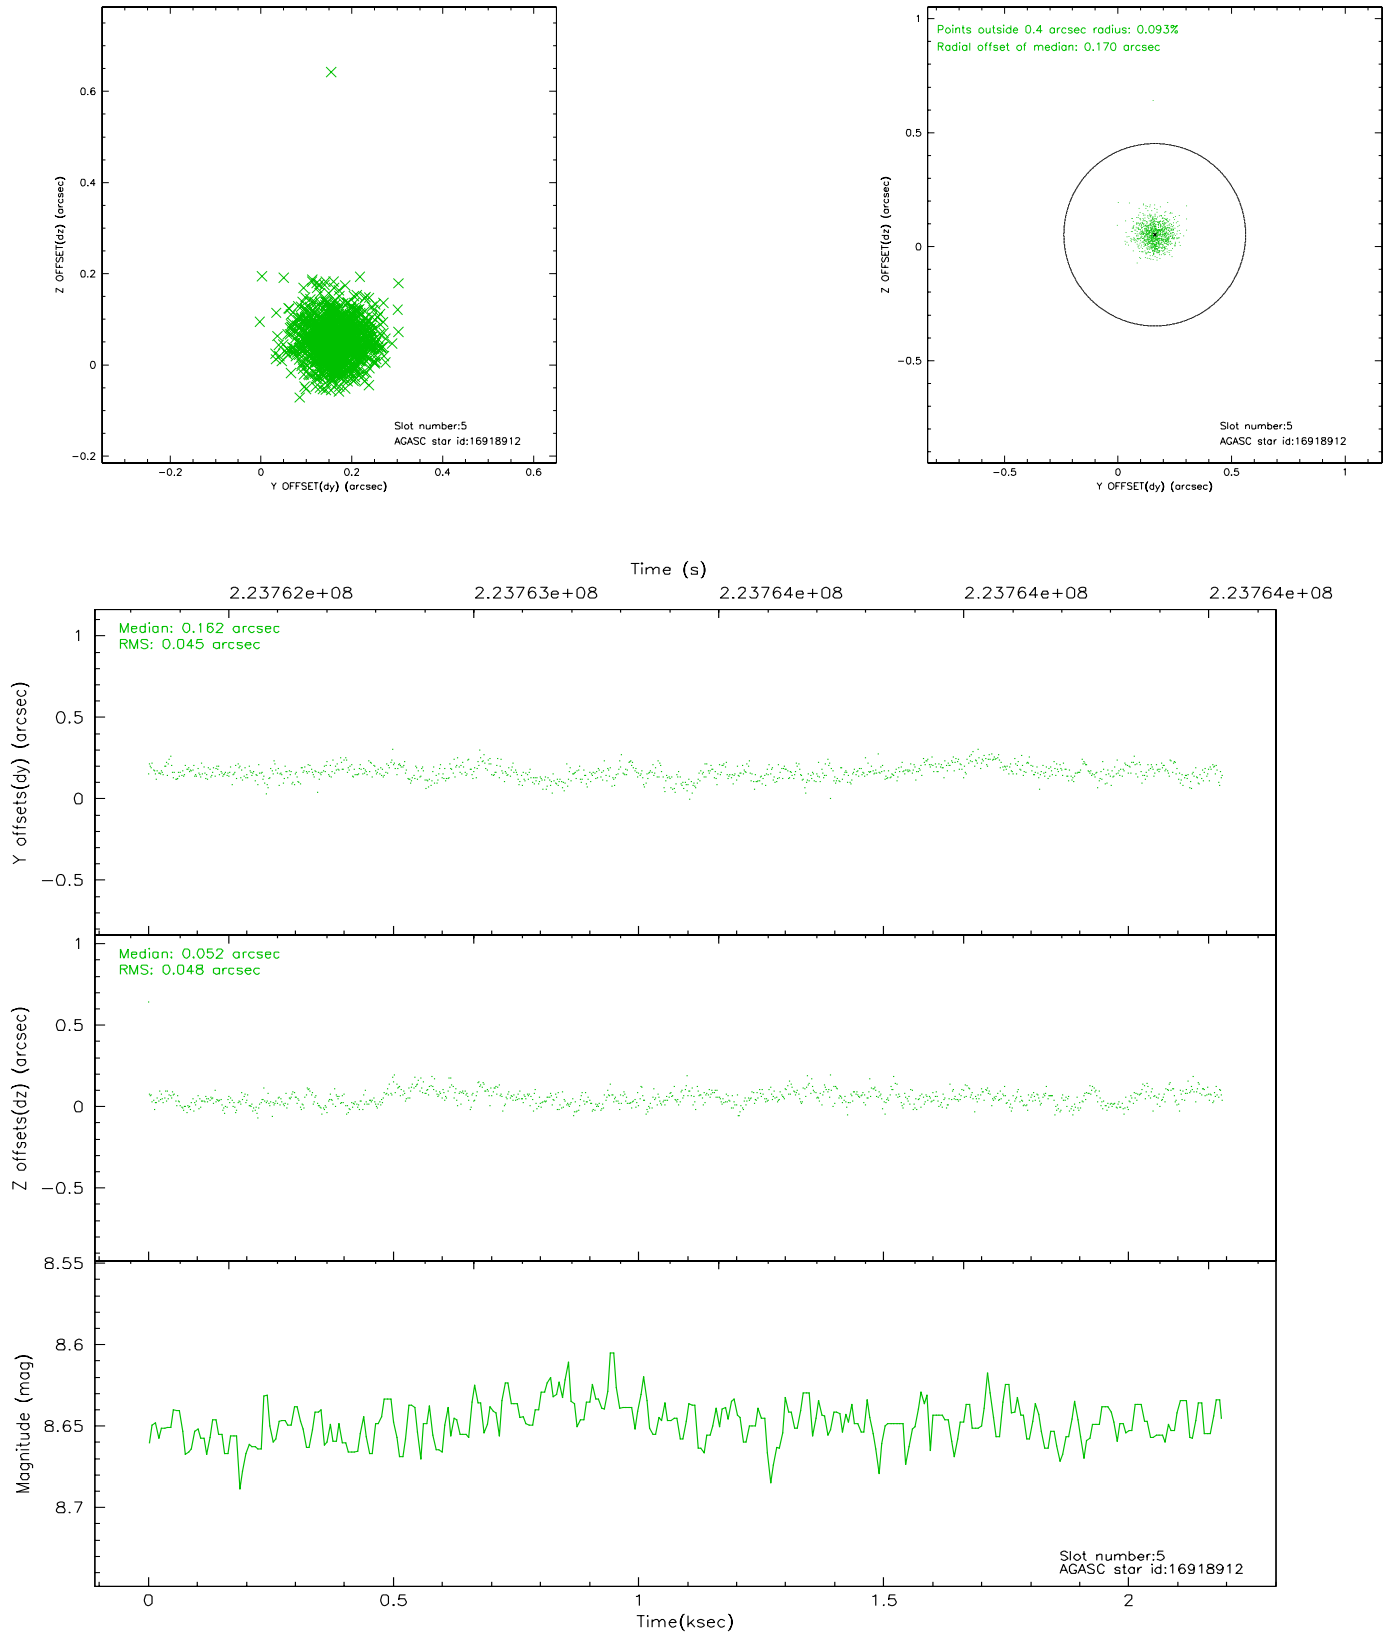 0.6
0.4
0.2
0
−0.2
Z OFFSET(dz) (arcsec)
Slot number:5
AGASC star id:16918912
−0.2 0 0.2 0.4 0.6
Y OFFSET(dy) (arcsec)
Points outside 0.4 arcsec radius: 0.093%
Radial offset of median: 0.170 arcsec
1
0.5
0
−0.5
Z OFFSET(dz) (arcsec)
Slot number:5
AGASC star id:16918912
−0.5 0 0.5 1
Y OFFSET(dy) (arcsec)
Time (s)
2.23762e+08 2.23763e+08 2.23764e+08 2.23764e+08 2.23764e+08
Median: 0.162 arcsec
RMS: 0.045 arcsec
1
0.5
0
−0.5
Y offsets(dy) (arcsec)
Median: 0.052 arcsec
RMS: 0.048 arcsec
1
0.5
0
−0.5
Z offsets(dz) (arcsec)
8.55
8.6
8.65
8.7
Magnitude (mag)
Slot number:5
AGASC star id:16918912
0 0.5 1 1.5 2
Time(ksec)